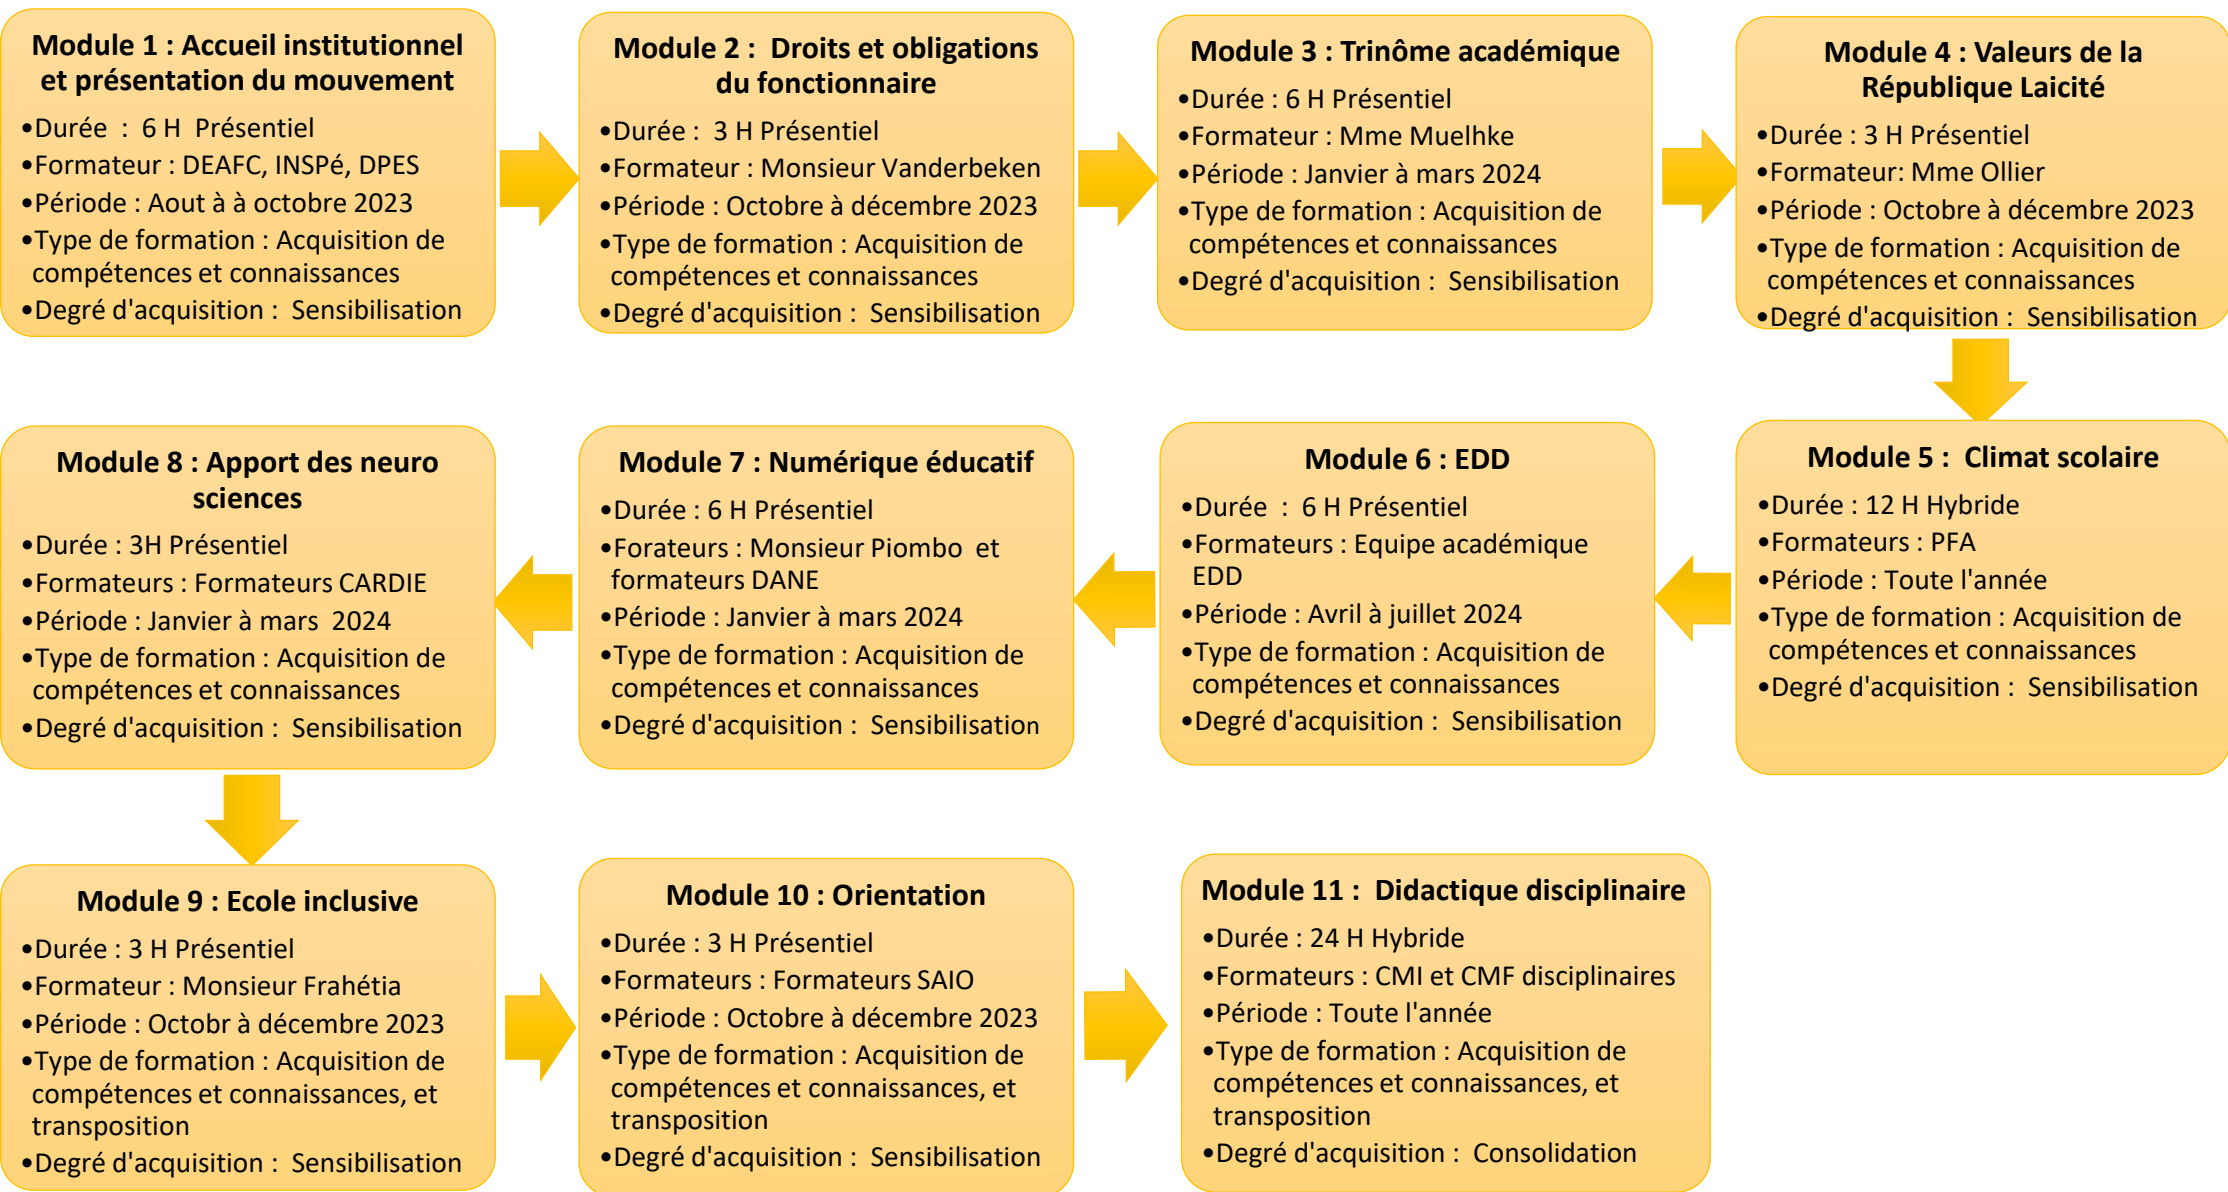 Module 1 : Accueil institutionnel
et présentation du mouvement
•Durée : 6 H Présentiel
•Formateur : DEAFC, INSPé, DPES
•Période : Aout à à octobre 2023
•Type de formation : Acquisition de
compétences et connaissances
•Degré d'acquisition : Sensibilisation
Module 2 : Droits et obligations
du fonctionnaire
•Durée : 3 H Présentiel
•Formateur : Monsieur Vanderbeken
•Période : Octobre à décembre 2023
•Type de formation : Acquisition de
compétences et connaissances
•Degré d'acquisition : Sensibilisation
Module 3 : Trinôme académique
•Durée : 6 H Présentiel
•Formateur : Mme Muelhke
•Période : Janvier à mars 2024
•Type de formation : Acquisition de
compétences et connaissances
•Degré d'acquisition : Sensibilisation
Module 4 : Valeurs de la
République Laicité
•Durée : 3 H Présentiel
•Formateur: Mme Ollier
•Période : Octobre à décembre 2023
•Type de formation : Acquisition de
compétences et connaissances
•Degré d'acquisition : Sensibilisation
Module 5 : Climat scolaire
•Durée : 12 H Hybride
•Formateurs : PFA
•Période : Toute l'année
•Type de formation : Acquisition de
compétences et connaissances
•Degré d'acquisition : Sensibilisation
Module 6 : EDD
•Durée : 6 H Présentiel
•Formateurs : Equipe académique
EDD
•Période : Avril à juillet 2024
•Type de formation : Acquisition de
compétences et connaissances
•Degré d'acquisition : Sensibilisation
Module 7 : Numérique éducatif
•Durée : 6 H Présentiel
•Forateurs : Monsieur Piombo et
formateurs DANE
•Période : Janvier à mars 2024
•Type de formation : Acquisition de
compétences et connaissances
•Degré d'acquisition : Sensibilisation
Module 8 : Apport des neuro
sciences
•Durée : 3H Présentiel
•Formateurs : Formateurs CARDIE
•Période : Janvier à mars 2024
•Type de formation : Acquisition de
compétences et connaissances
•Degré d'acquisition : Sensibilisation
Module 9 : Ecole inclusive
•Durée : 3 H Présentiel
•Formateur : Monsieur Frahétia
•Période : Octobr à décembre 2023
•Type de formation : Acquisition de
compétences et connaissances, et
transposition
•Degré d'acquisition : Sensibilisation
Module 10 : Orientation
•Durée : 3 H Présentiel
•Formateurs : Formateurs SAIO
•Période : Octobre à décembre 2023
•Type de formation : Acquisition de
compétences et connaissances, et
transposition
•Degré d'acquisition : Sensibilisation
Module 11 : Didactique disciplinaire
•Durée : 24 H Hybride
•Formateurs : CMI et CMF disciplinaires
•Période : Toute l'année
•Type de formation : Acquisition de
compétences et connaissances, et
transposition
•Degré d'acquisition : Consolidation